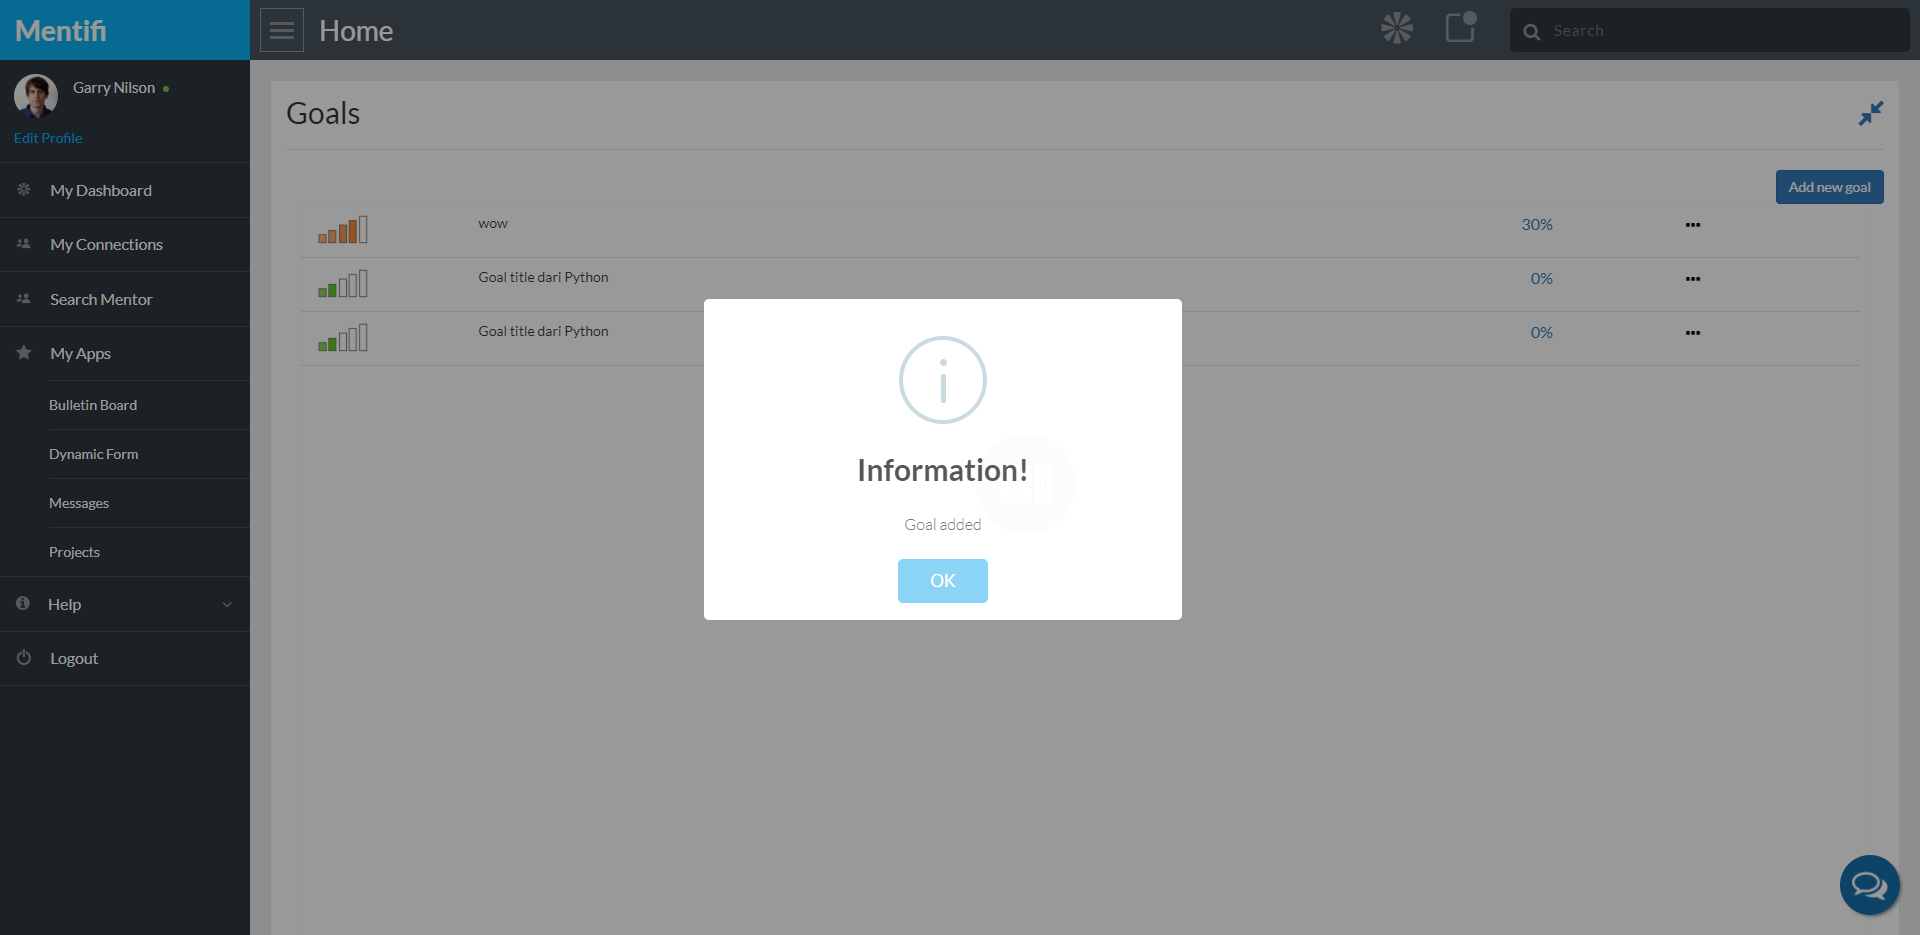 Mentifi
Home
Search
Garry Nilson
Edit Profile
My Dashboard
My Connections
Search Mentor
My Apps
Bulletin Board
Dynamic Form
Messages
Projects
Help
Logout
Goals
Add new goal
wow 30% •••
Goal title dari Python 0% •••
Goal title dari Python 0% •••
Information!
Goal added
OK